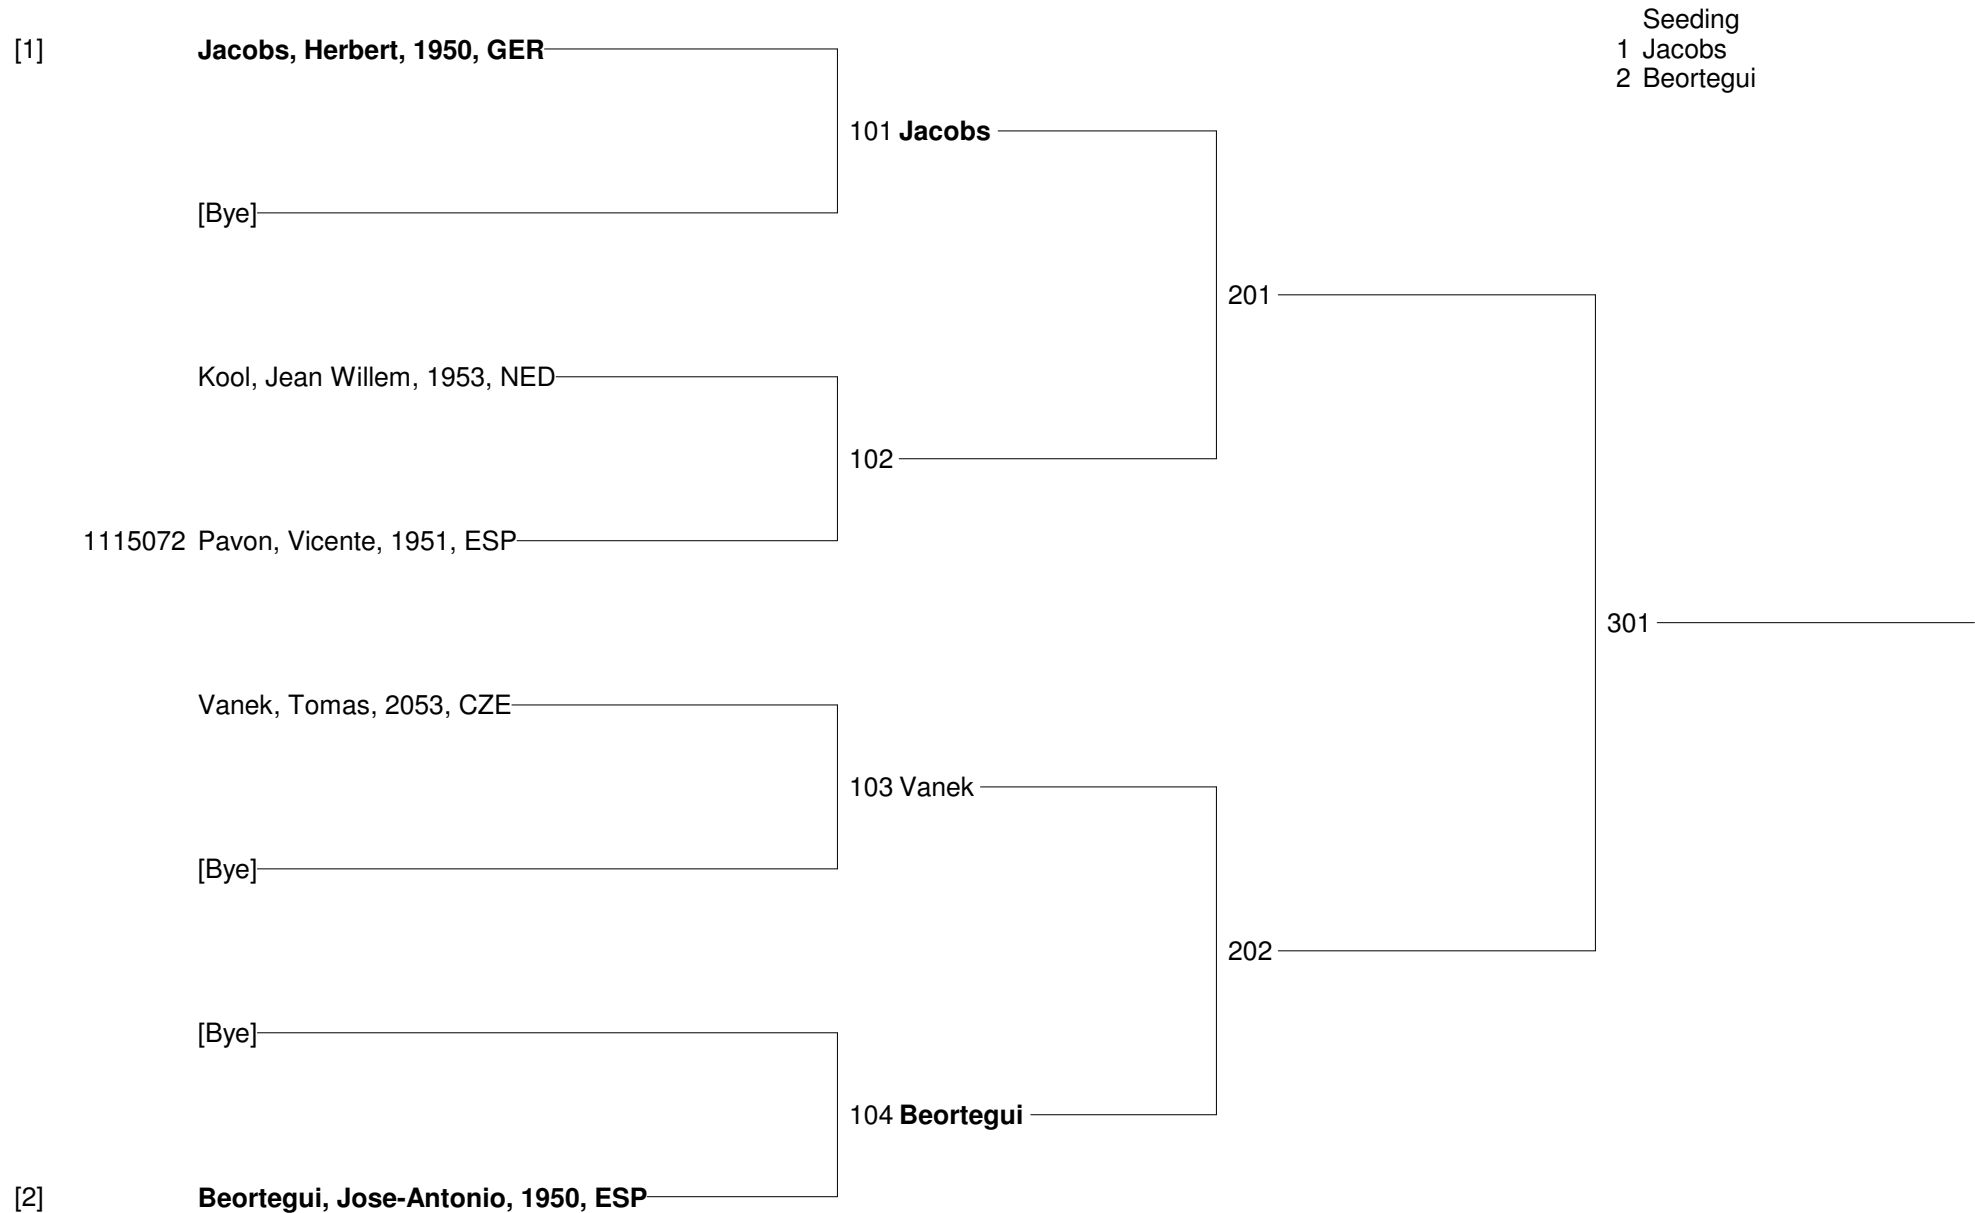 Seeding
[1] Jacobs, Herbert, 1950, GER
1 Jacobs
2 Beortegui
101 Jacobs
[Bye]
201
Kool, Jean Willem, 1953, NED
102
1115072 Pavon, Vicente, 1951, ESP
301
Vanek, Tomas, 2053, CZE
103 Vanek
[Bye]
202
[Bye]
104 Beortegui
[2] Beortegui, Jose-Antonio, 1950, ESP